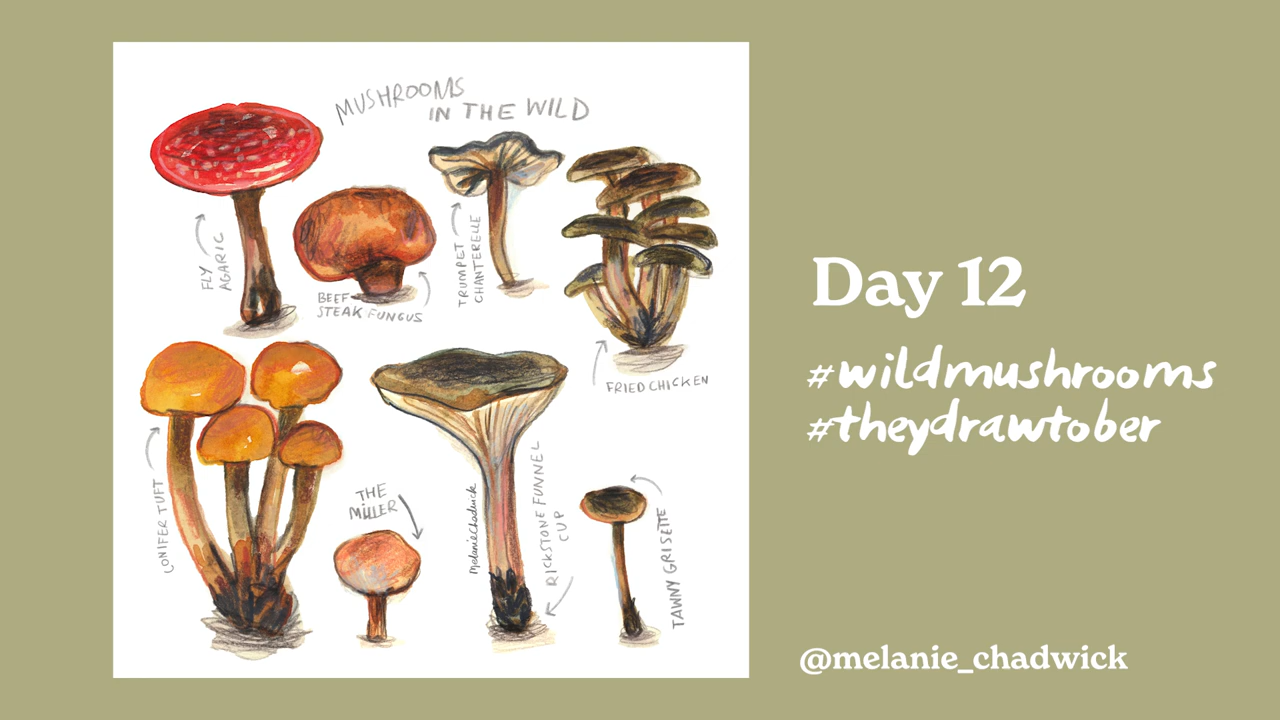 MUSHROOMS
IN THE WILD
FLY
AGARIC
BEEF
STEAK FUNGUS
TRUMPET
CHANTERELLE
FRIED CHICKEN
CONIFER TUFT
THE
MILLER
MelanieChadwick
RICKSTONE FUNNEL
CUP
TAWNY GRISETTE
Day 12
#wildmushrooms
#theydrawtober
@melanie_chadwick